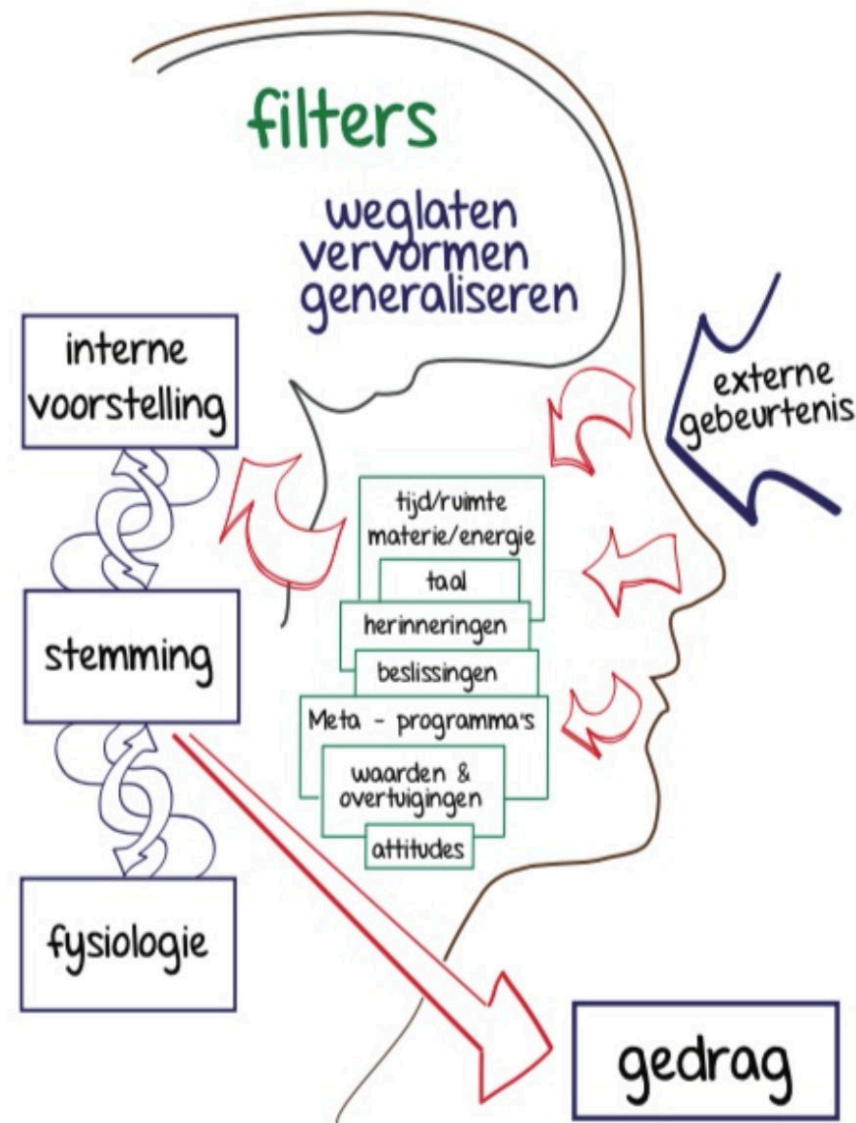 filters
weglaten
vervormen
generaliseren
interne
voorstelling
externe
gebeurtenis
tijd/ruimte
materie/energie
taal
herinneringen
beslissingen
Meta - programma's
waarden &
overtuigingen
attitudes
stemming
fysiologie
gedrag